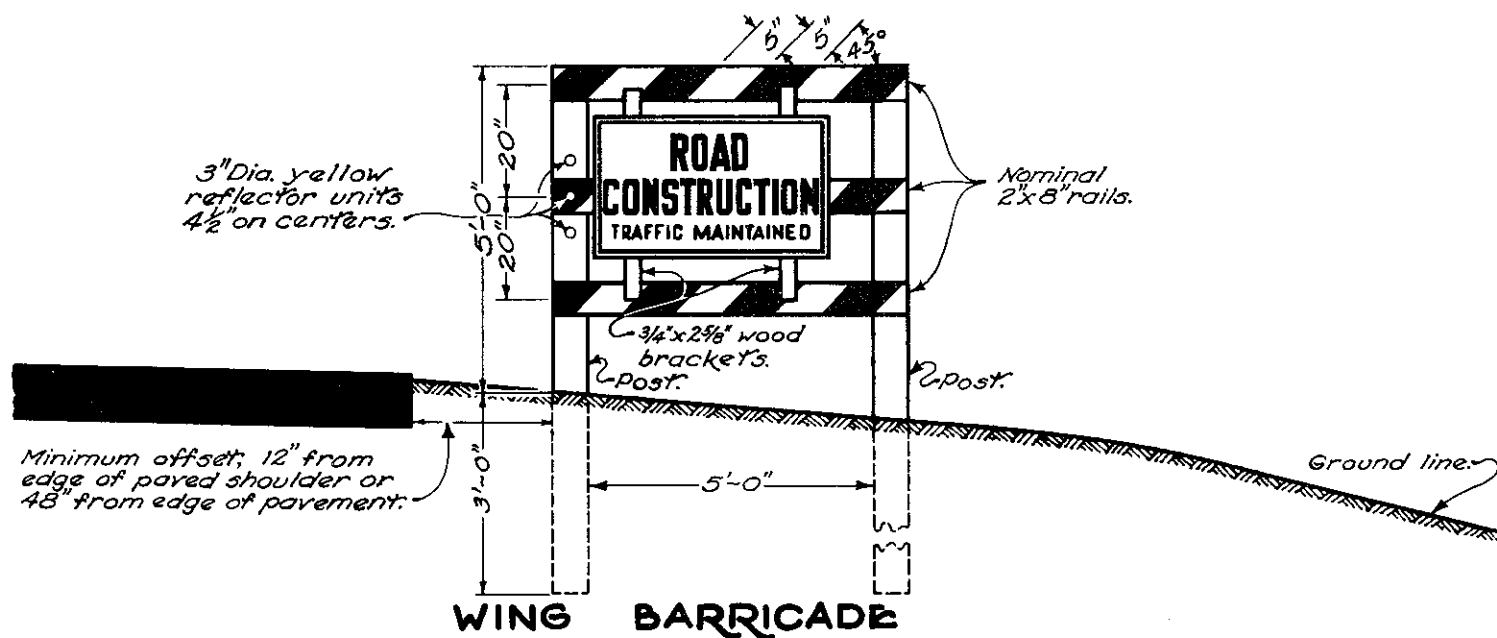 5"
5"
45°
ROAD
CONSTRUCTION
TRAFFIC MAINTAINED
3" Dia. yellow
reflector units
4½" on centers.
20"
20"
5'-0"
Nominal
2"x8" rails.
3/4"x2 5/8" wood
brackets.
Post.
Post.
Minimum offset, 12" from
edge of paved shoulder or
48" from edge of pavement.
3'-0"
5'-0"
Ground line.
WING BARRICADE